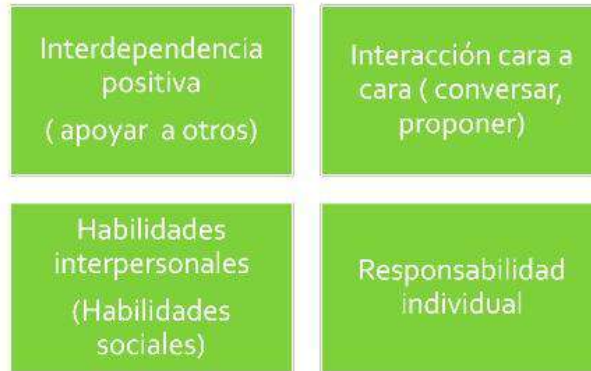 Interdependencia
positiva
( apoyar a otros)
Interacción cara a
cara ( conversar,
proponer)
Habilidades
interpersonales
(Habilidades
sociales)
Responsabilidad
individual